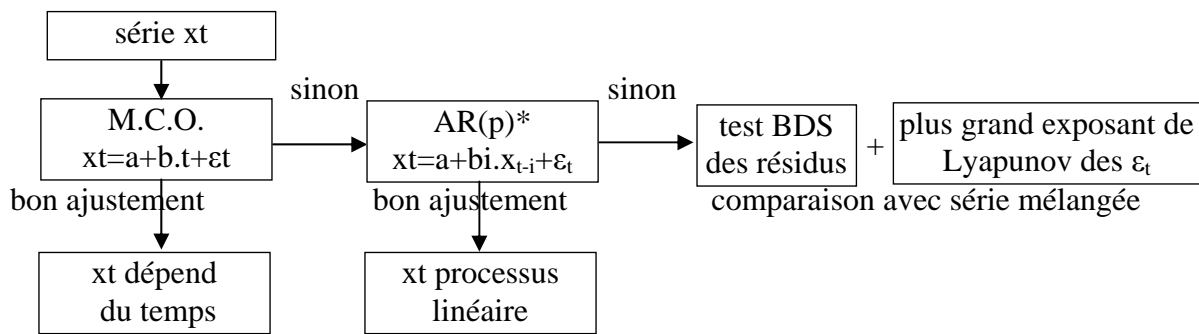 série xt
sinon
sinon
M.C.O.
xt=a+b.t+εt
AR(p)*
xt=a+bi.xₜ₋ᵢ+εₜ
test BDS
des résidus
+
plus grand exposant de
Lyapunov des εₜ
bon ajustement
bon ajustement
comparaison avec série mélangée
xt dépend
du temps
xt processus
linéaire